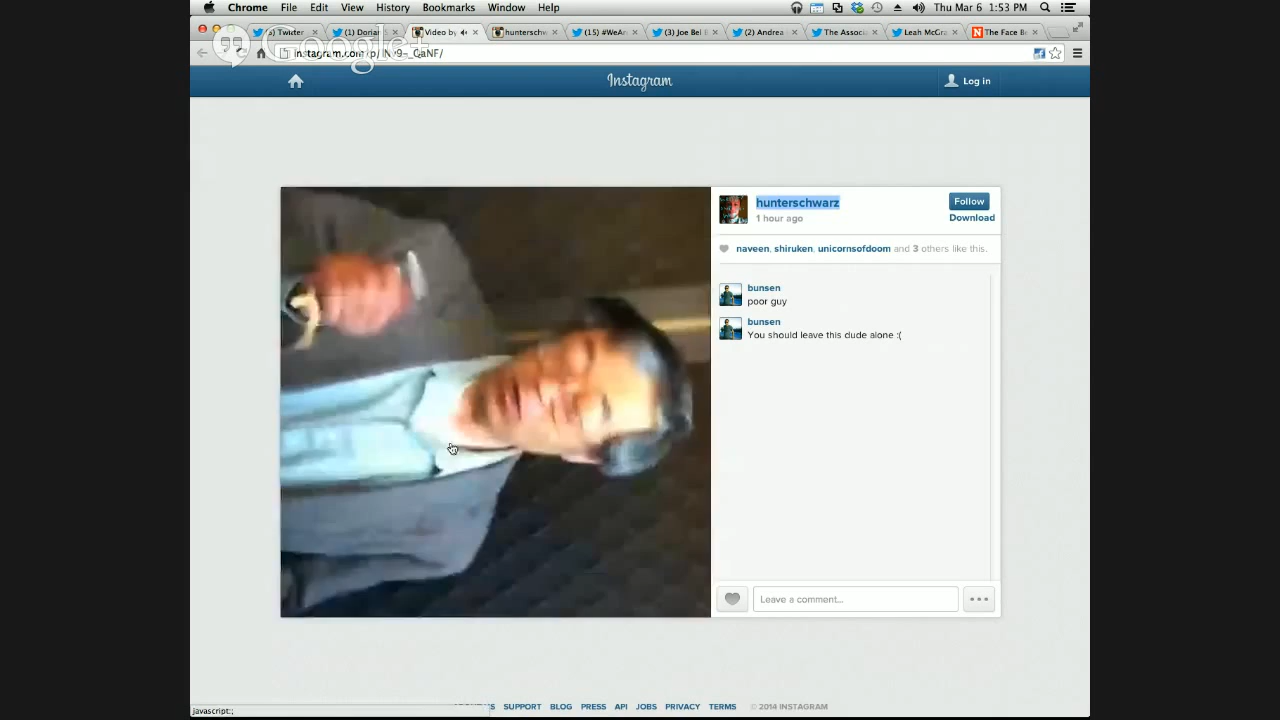 Chrome File Edit View History Bookmarks Window Help Thu Mar 6 1:53 PM
Twitter (1) Dorian Video by hunterschw (15) #WeAn (3) Joe Bel (2) Andrea The Associa Leah McGra The Face B
Google+
Instagram
Log in
hunterschwarz
Follow
1 hour ago
Download
naveen, shiruken, unicornsofdoom and 3 others like this.
bunsen
poor guy
bunsen
You should leave this dude alone :(
Leave a comment...
javascript:;
SUPPORT BLOG PRESS API JOBS PRIVACY TERMS © 2014 INSTAGRAM